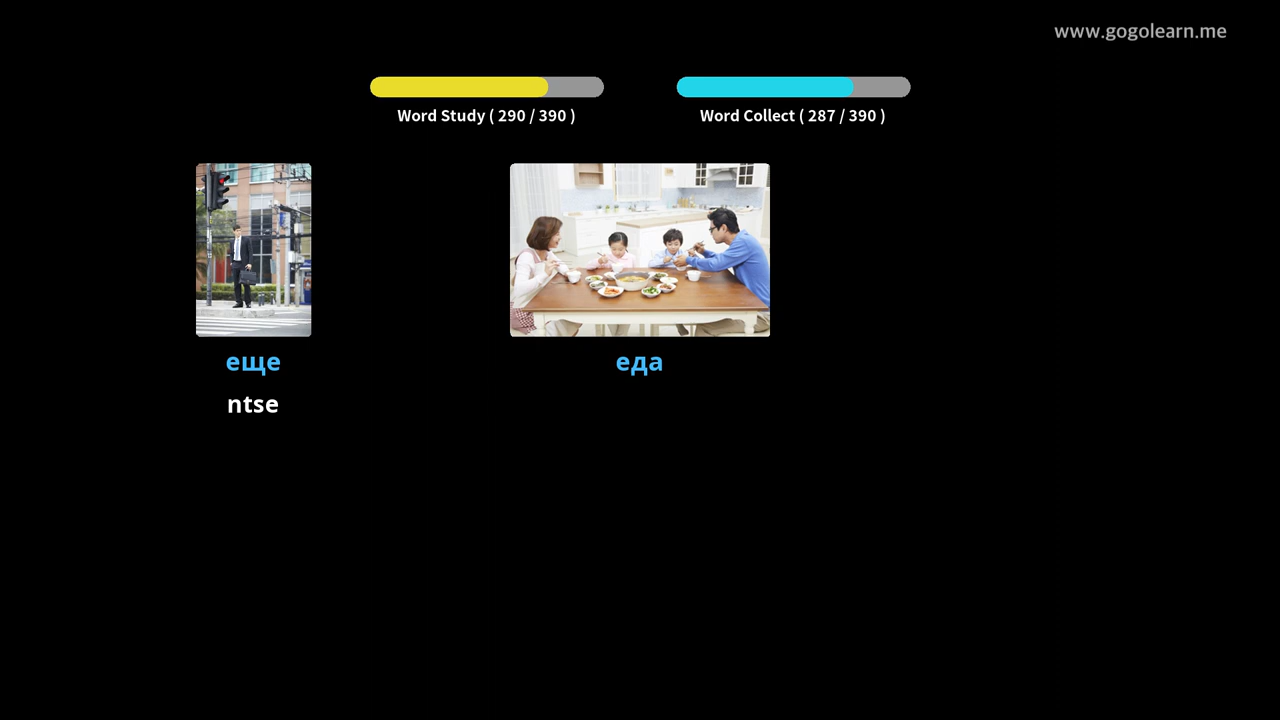 www.gogolearn.me
Word Study ( 290 / 390 )
Word Collect ( 287 / 390 )
еще
еда
ntse